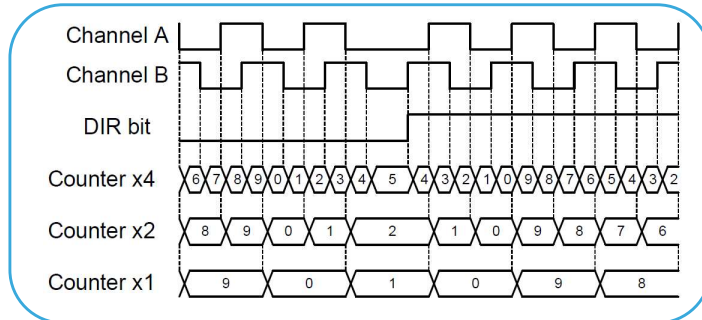 Channel A
Channel B
DIR bit
Counter x4 6 7 8 9 0 1 2 3 4 5 4 3 2 1 0 9 8 7 6 5 4 3 2
Counter x2 8 9 0 1 2 1 0 9 8 7 6
Counter x1 9 0 1 0 9 8